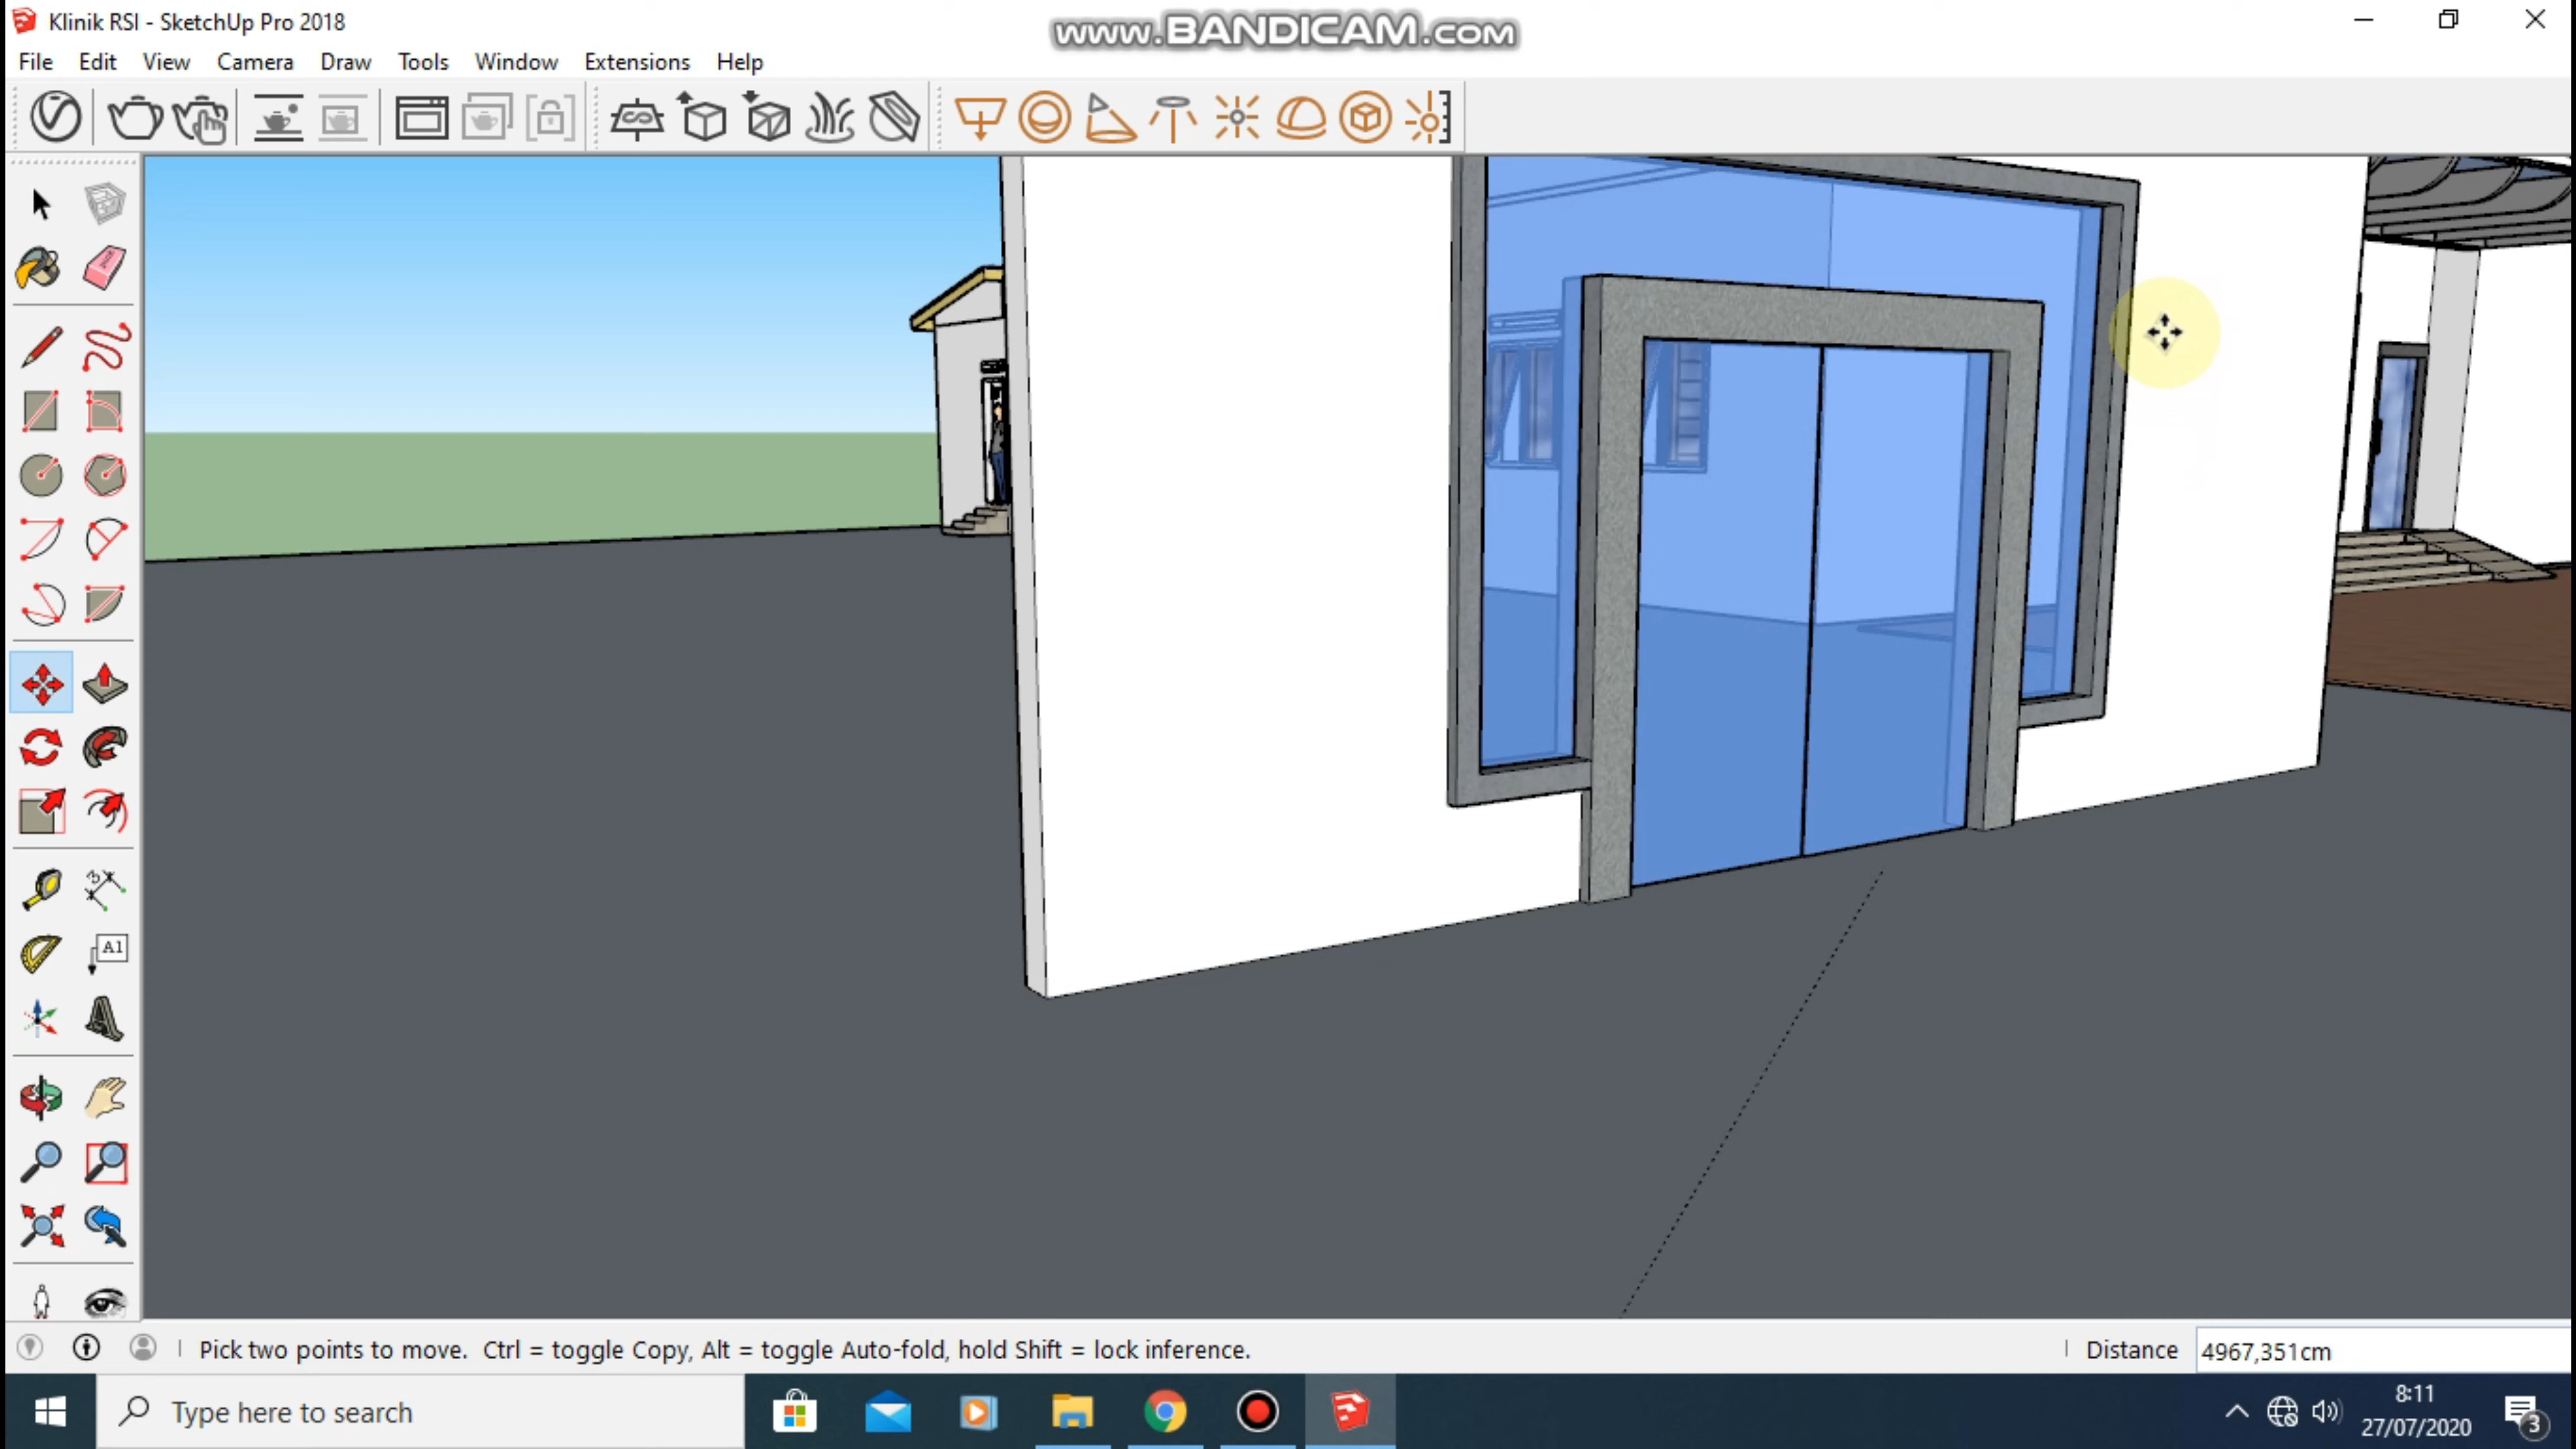 Klinik RSI - SketchUp Pro 2018
www.BANDICAM.com
File Edit View Camera Draw Tools Window Extensions Help
A1
Pick two points to move. Ctrl = toggle Copy, Alt = toggle Auto-fold, hold Shift = lock inference.
Distance 4967,351cm
Type here to search
8:11
27/07/2020
3